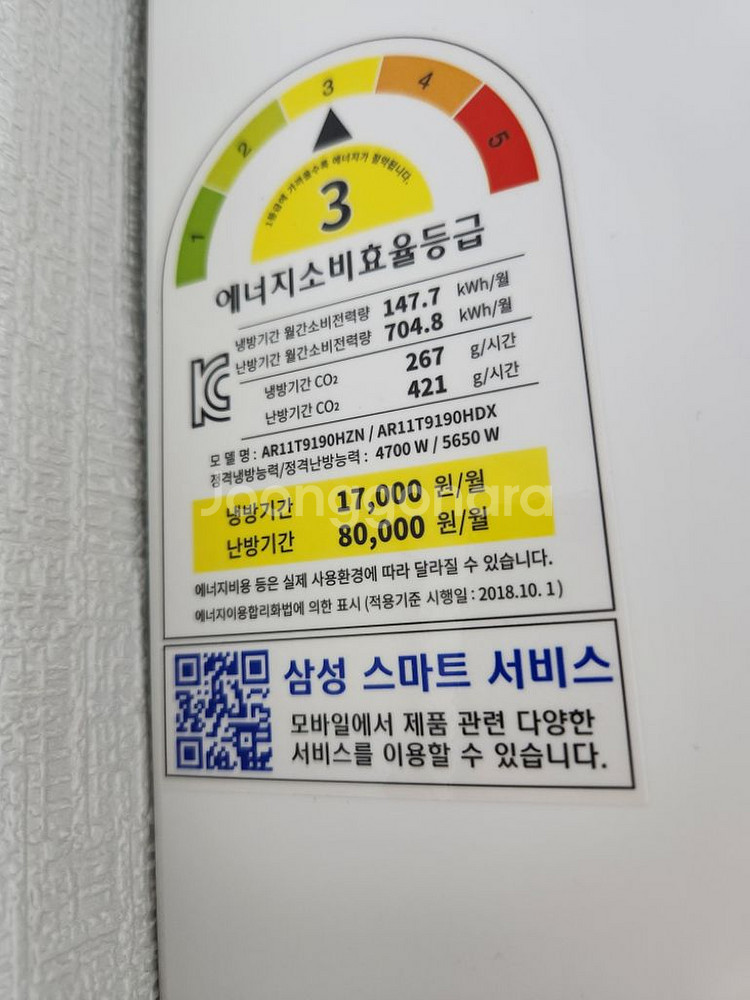 1 2 3 4 5
1등급에 가까울수록 에너지가 절약됩니다.
3
에너지소비효율등급
냉방기간 월간소비전력량 147.7 kWh/월
난방기간 월간소비전력량 704.8 kWh/월
냉방기간 CO₂ 267 g/시간
난방기간 CO₂ 421 g/시간
모 델 명 : AR11T9190HZN / AR11T9190HDX
정격냉방능력/정격난방능력 : 4700 W / 5650 W
냉방기간 17,000 원/월
난방기간 80,000 원/월
Joonggonara
에너지비용 등은 실제 사용환경에 따라 달라질 수 있습니다.
에너지이용합리화법에 의한 표시 (적용기준 시행일 : 2018.10. 1)
삼성 스마트 서비스
모바일에서 제품 관련 다양한
서비스를 이용할 수 있습니다.